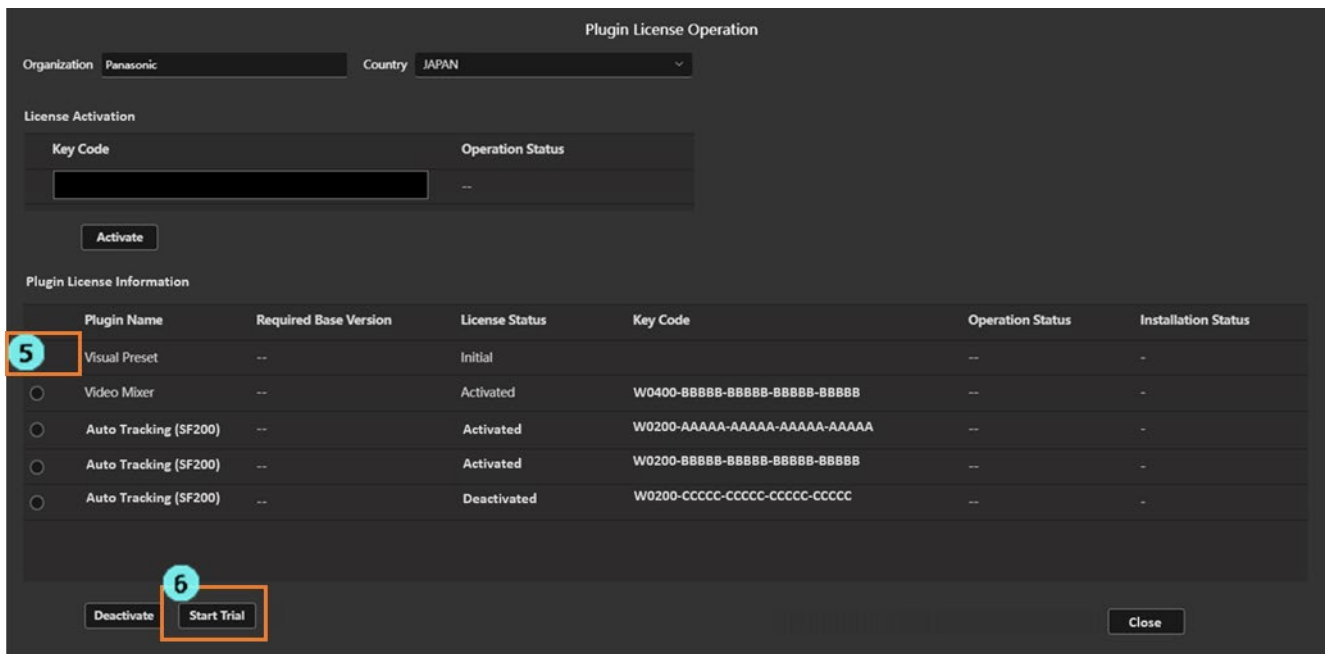 Plugin License Operation
Organization Panasonic Country JAPAN
License Activation
Key Code Operation Status
--
Activate
Plugin License Information
Plugin Name Required Base Version License Status Key Code Operation Status Installation Status
5 Visual Preset -- Initial -- -
Video Mixer -- Activated W0400-BBBBB-BBBBB-BBBBB-BBBBB -- -
Auto Tracking (SF200) -- Activated W0200-AAAAA-AAAAA-AAAAA-AAAAA -- -
Auto Tracking (SF200) -- Activated W0200-BBBBB-BBBBB-BBBBB-BBBBB -- -
Auto Tracking (SF200) -- Deactivated W0200-CCCCC-CCCCC-CCCCC-CCCCC -- -
6
Deactivate Start Trial Close